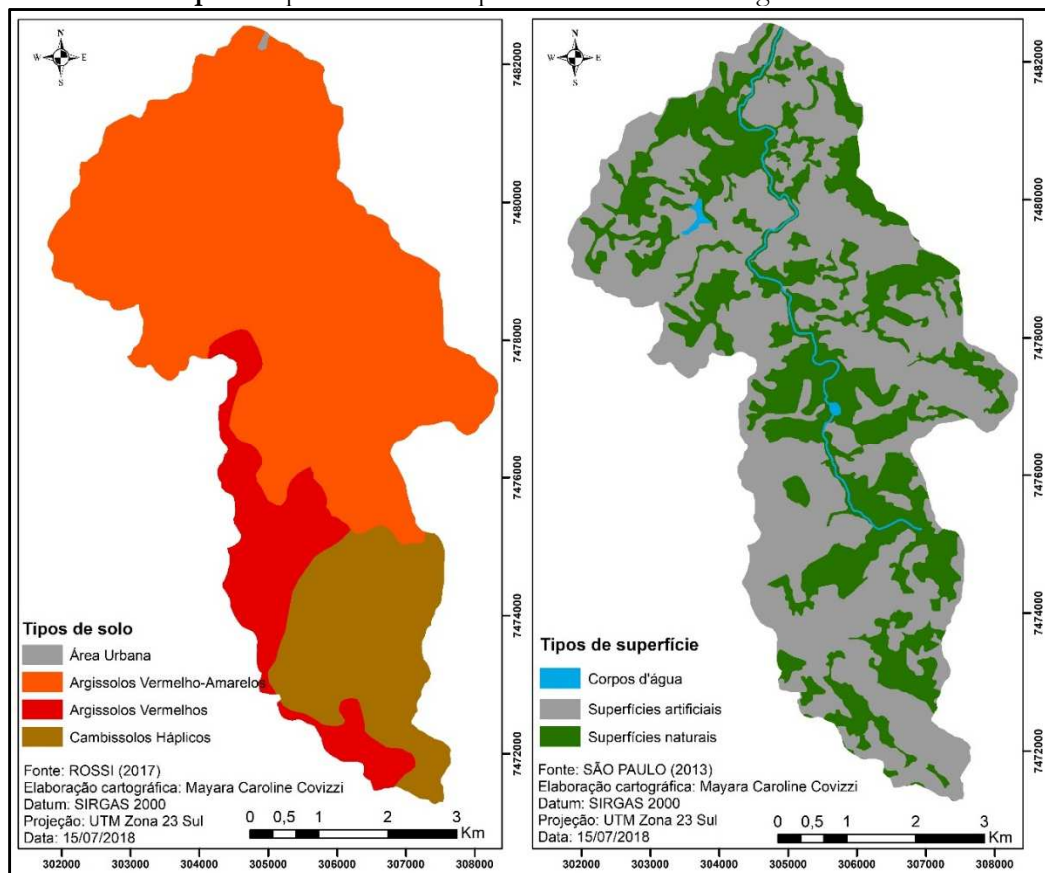 N
W E
S
Tipos de solo
Área Urbana
Argissolos Vermelho-Amarelos
Argissolos Vermelhos
Cambissolos Háplicos
Fonte: ROSSI (2017)
Elaboração cartográfica: Mayara Caroline Covizzi
Datum: SIRGAS 2000
Projeção: UTM Zona 23 Sul
Data: 15/07/2018
0 0,5 1 2 3
Km
302000 303000 304000 305000 306000 307000 308000
7482000
7480000
7478000
7476000
7474000
7472000
N
W E
S
Tipos de superfície
Corpos d'água
Superfícies artificiais
Superfícies naturais
Fonte: SÃO PAULO (2013)
Elaboração cartográfica: Mayara Caroline Covizzi
Datum: SIRGAS 2000
Projeção: UTM Zona 23 Sul
Data: 15/07/2018
0 0,5 1 2 3
Km
302000 303000 304000 305000 306000 307000 308000
7482000
7480000
7478000
7476000
7474000
7472000